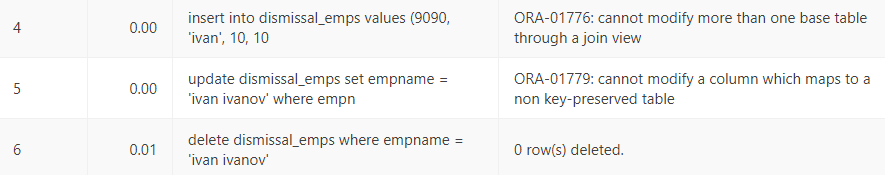 4 0.00 insert into dismissal_emps values (9090, ORA-01776: cannot modify more than one base table
'ivan', 10, 10 through a join view
5 0.00 update dismissal_emps set empname = ORA-01779: cannot modify a column which maps to a
'ivan ivanov' where empn non key-preserved table
6 0.01 delete dismissal_emps where empname = 0 row(s) deleted.
'ivan ivanov'